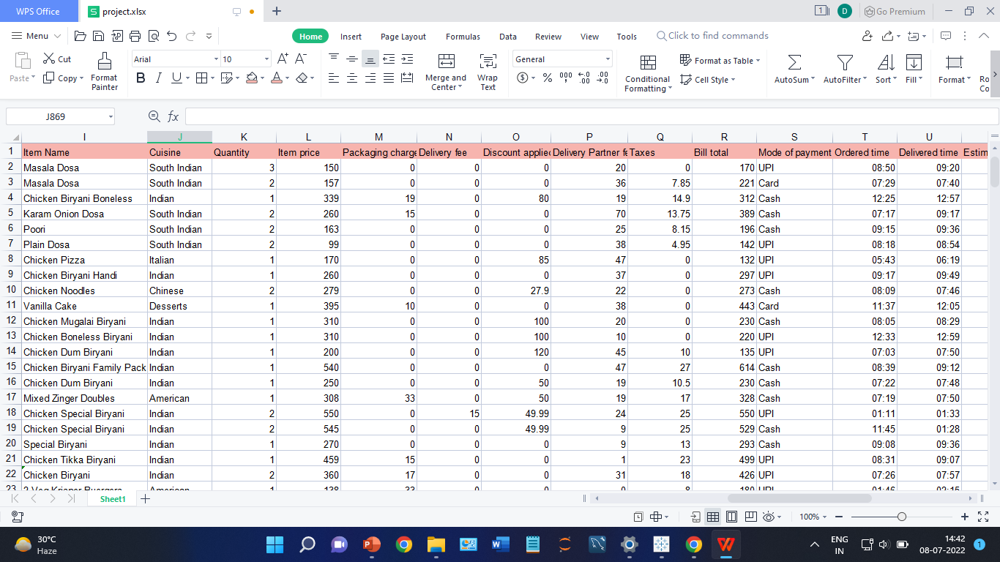 WPS Office project.xlsx 1 D Go Premium
Menu Home Insert Page Layout Formulas Data Review View Tools Click to find commands
Paste Cut Copy Format Painter Arial 10 B I U Merge and Center Wrap Text General Conditional Formatting Format as Table Cell Style AutoSum AutoFilter Sort Fill Format Ro Co
J869 fx
I J K L M N O P Q R S T U
1 Item Name Cuisine Quantity Item price Packaging charge Delivery fee Discount applied Delivery Partner fe Taxes Bill total Mode of payment Ordered time Delivered time Estim
2 Masala Dosa South Indian 3 150 0 0 0 20 0 170 UPI 08:50 09:20
3 Masala Dosa South Indian 2 157 0 0 0 36 7.85 221 Card 07:29 07:40
4 Chicken Biryani Boneless Indian 1 339 19 0 80 19 14.9 312 Cash 12:25 12:57
5 Karam Onion Dosa South Indian 2 260 15 0 0 70 13.75 389 Cash 07:17 09:17
6 Poori South Indian 2 163 0 0 0 25 8.15 196 Cash 09:15 09:36
7 Plain Dosa South Indian 2 99 0 0 0 38 4.95 142 UPI 08:18 08:54
8 Chicken Pizza Italian 1 170 0 0 85 47 0 132 UPI 05:43 06:19
9 Chicken Biryani Handi Indian 1 260 0 0 0 37 0 297 UPI 09:17 09:49
10 Chicken Noodles Chinese 2 279 0 0 27.9 22 0 273 Cash 08:09 07:46
11 Vanilla Cake Desserts 1 395 10 0 0 38 0 443 Card 11:37 12:05
12 Chicken Mugalai Biryani Indian 1 310 0 0 100 20 0 230 Cash 08:05 08:29
13 Chicken Boneless Biryani Indian 1 310 0 0 100 10 0 220 UPI 12:33 12:59
14 Chicken Dum Biryani Indian 1 200 0 0 120 45 10 135 UPI 07:03 07:50
15 Chicken Biryani Family Pack Indian 1 540 0 0 0 47 27 614 Cash 08:39 09:12
16 Chicken Dum Biryani Indian 1 250 0 0 50 19 10.5 230 Cash 07:22 07:48
17 Mixed Zinger Doubles American 1 308 33 0 50 19 17 328 Cash 07:19 07:50
18 Chicken Special Biryani Indian 2 550 0 15 49.99 24 25 550 UPI 01:11 01:33
19 Chicken Special Biryani Indian 2 545 0 0 49.99 9 25 529 Cash 11:45 01:28
20 Special Biryani Indian 1 270 0 0 0 9 13 293 Cash 09:08 09:36
21 Chicken Tikka Biryani Indian 1 459 15 0 0 1 23 499 UPI 08:31 09:07
22 Chicken Biryani Indian 2 360 17 0 0 31 18 426 UPI 07:26 07:57
23 2 Veg Krisper Buergers American 1 138 33 0 0 0 8 180 UPI 01:46 02:15
Sheet1
100%
30°C Haze ENG IN 14:42 08-07-2022 1